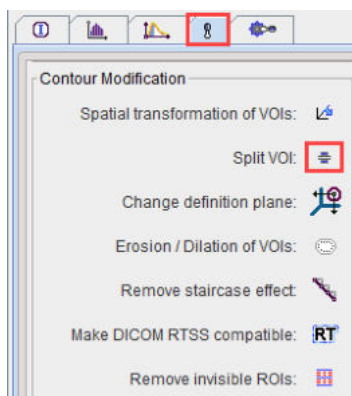 Contour Modification
Spatial transformation of VOIs:
Split VOI:
Change definition plane:
Erosion / Dilation of VOIs:
Remove staircase effect:
Make DICOM RTSS compatible: RT
Remove invisible ROIs: